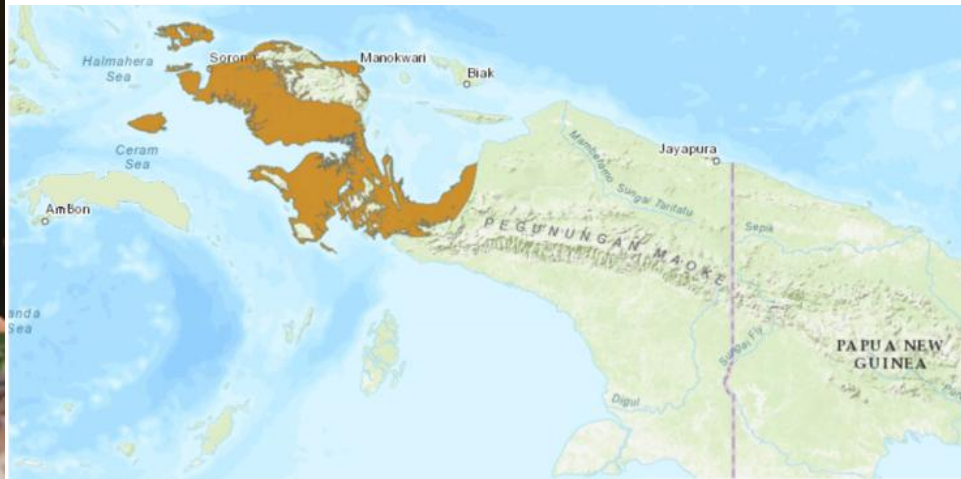 Halmahera
Sea
Sorong
Manokwari
Biak
Ceram
Sea
AmBon
Jayapura
Mamberamo
Sungai Taritatu
Sepik
PEGUNUNGAN MAOKE
Sungai Fly
PAPUA NEW
GUINEA
Digul
anda
Sea